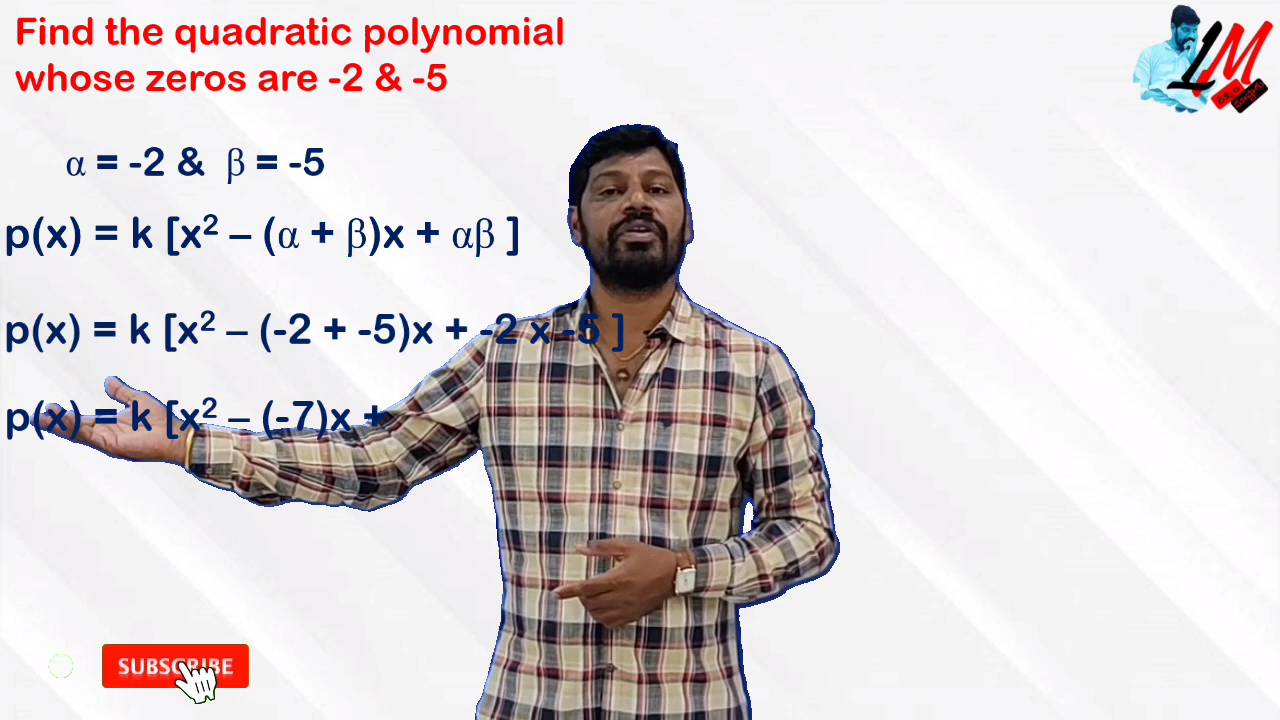 Find the quadratic polynomial
whose zeros are -2 & -5
LM
α = -2 & β = -5
p(x) = k [x² – (α + β)x + αβ ]
p(x) = k [x² – (-2 + -5)x + -2 x -5 ]
p(x) = k [x² – (-7)x +
SUBSCRIBE